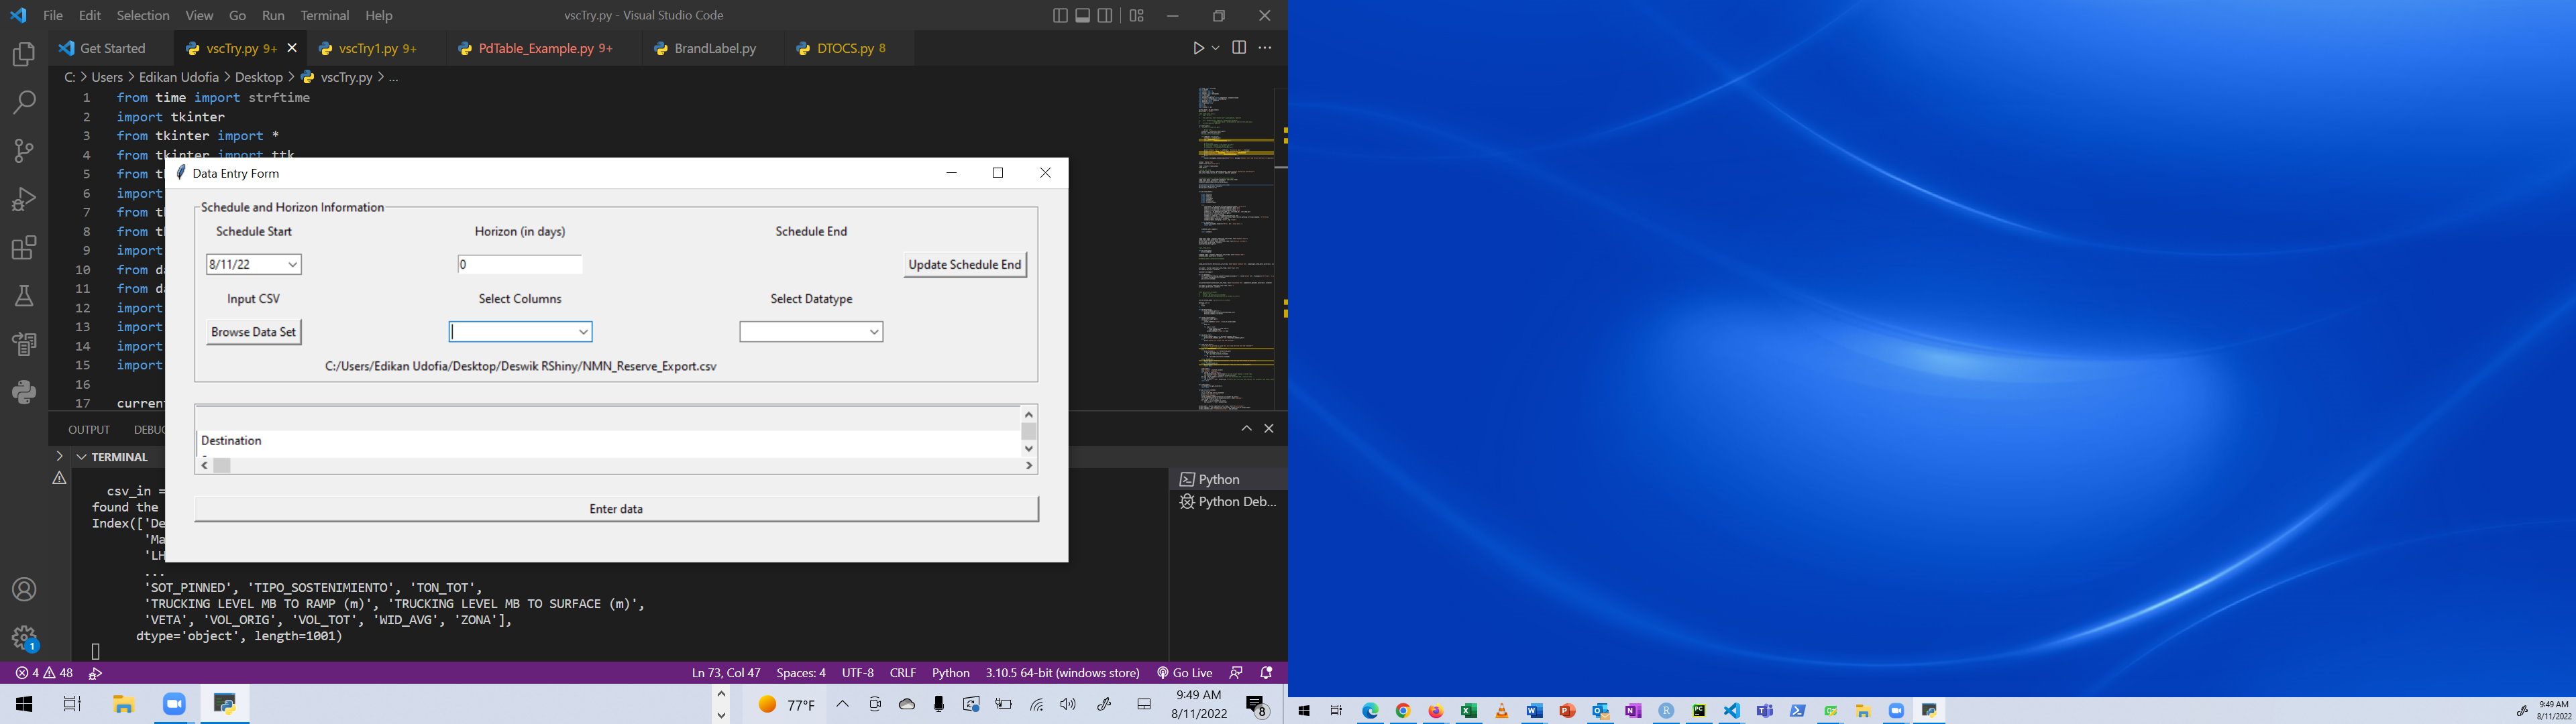 File Edit Selection View Go Run Terminal Help
vscTry.py - Visual Studio Code
Get Started vscTry.py 9+ vscTry1.py 9+ PdTable_Example.py 9+ BrandLabel.py DTOCS.py 8
C: > Users > Edikan Udofia > Desktop > vscTry.py > ...
1 from time import strftime
2 import tkinter
3 from tkinter import *
4 from tkinter import ttk
5 from tk
6 import
7 from tk
8 from tk
9 import
10 from da
11 from da
12 import
13 import
14 import
15 import
16
17 current
Data Entry Form
Schedule and Horizon Information
Schedule Start Horizon (in days) Schedule End
8/11/22 0 Update Schedule End
Input CSV Select Columns Select Datatype
Browse Data Set
C:/Users/Edikan Udofia/Desktop/Deswik RShiny/NMN_Reserve_Export.csv
Destination
Enter data
OUTPUT DEBUG
TERMINAL
csv_in =
found the
Index(['De
'Ma
'LH
...
'SOT_PINNED', 'TIPO_SOSTENIMIENTO', 'TON_TOT',
'TRUCKING LEVEL MB TO RAMP (m)', 'TRUCKING LEVEL MB TO SURFACE (m)',
'VETA', 'VOL_ORIG', 'VOL_TOT', 'WID_AVG', 'ZONA'],
dtype='object', length=1001)
Python
Python Deb...
1
4 48 Ln 73, Col 47 Spaces: 4 UTF-8 CRLF Python 3.10.5 64-bit (windows store) Go Live
77°F
9:49 AM
8/11/2022
8
9:49 AM
8/11/2022